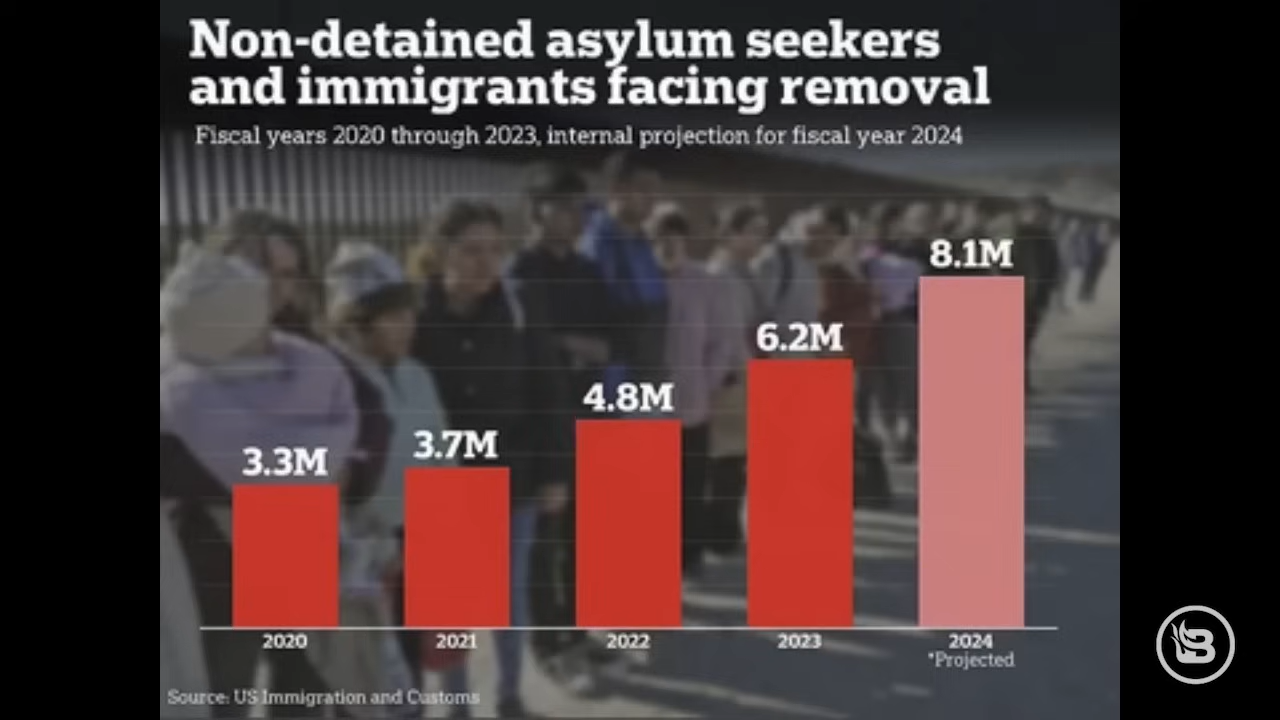 Non-detained asylum seekers
and immigrants facing removal
Fiscal years 2020 through 2023, internal projection for fiscal year 2024
3.3M
3.7M
4.8M
6.2M
8.1M
2020
2021
2022
2023
2024
*Projected
Source: US Immigration and Customs
B